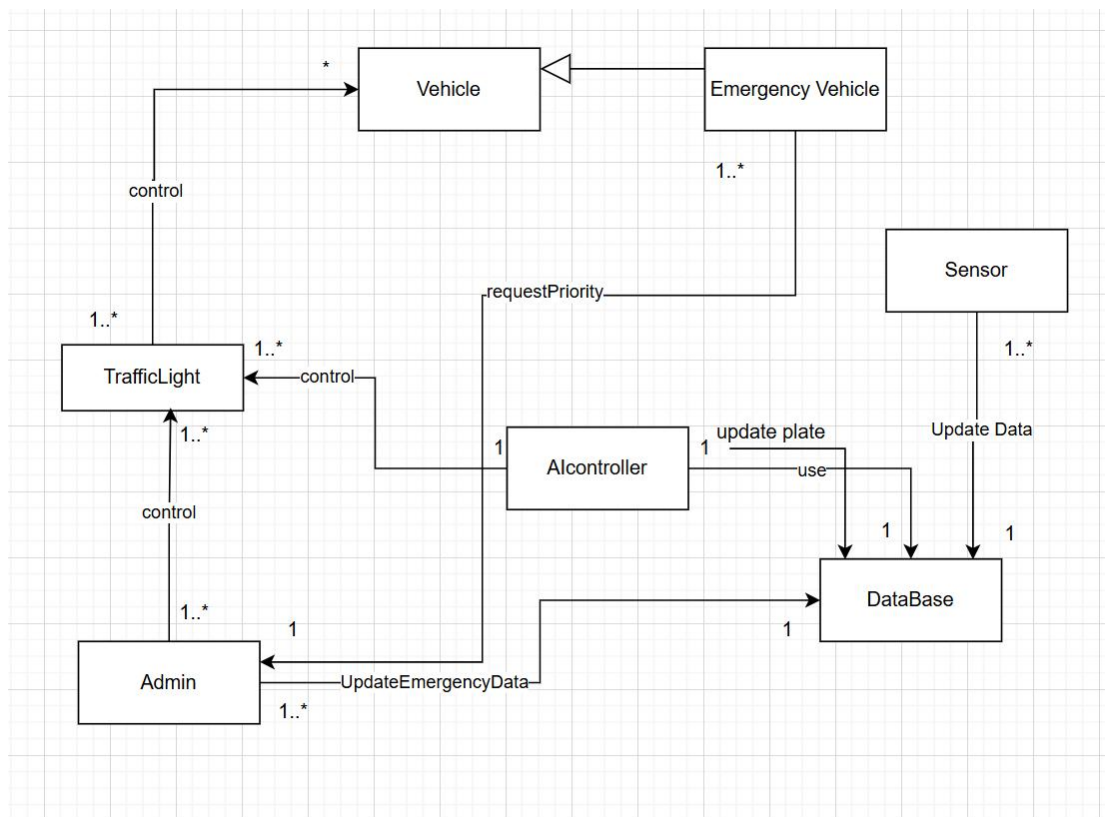 *
Vehicle
Emergency Vehicle
1..*
control
Sensor
requestPriority
1..*
1..*
1..*
TrafficLight
control
1..*
update plate
Update Data
1
AIcontroller
1
use
control
1
1
DataBase
1..*
1
1
Admin
UpdateEmergencyData
1..*